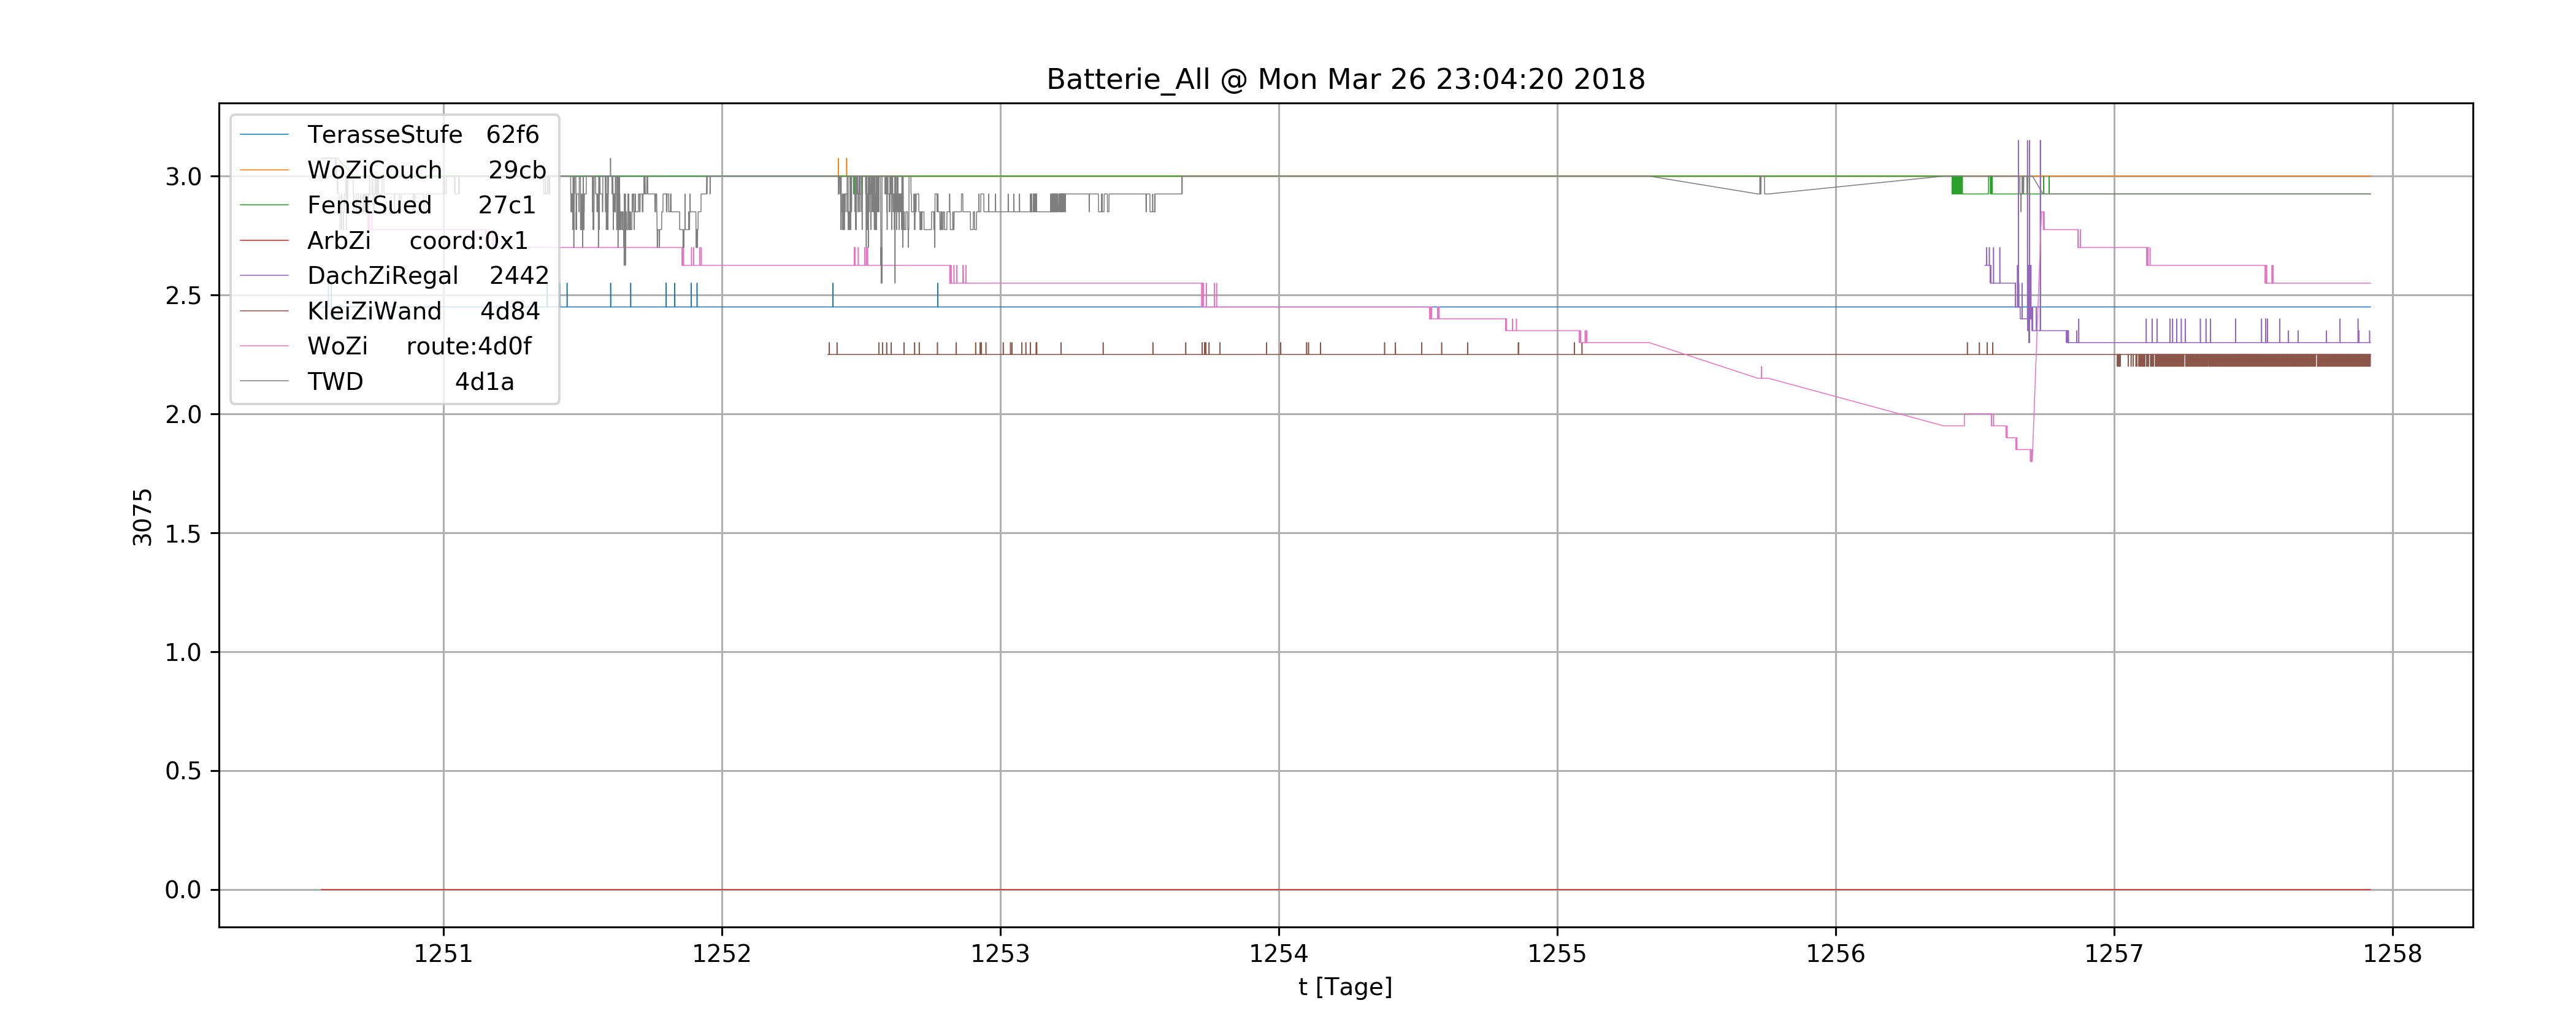 Batterie_All @ Mon Mar 26 23:04:20 2018
TerasseStufe 62f6
WoZiCouch 29cb
FenstSued 27c1
ArbZi coord:0x1
DachZiRegal 2442
KleiZiWand 4d84
WoZi route:4d0f
TWD 4d1a
3.0
2.5
2.0
1.5
1.0
0.5
0.0
3075
1251 1252 1253 1254 1255 1256 1257 1258
t [Tage]